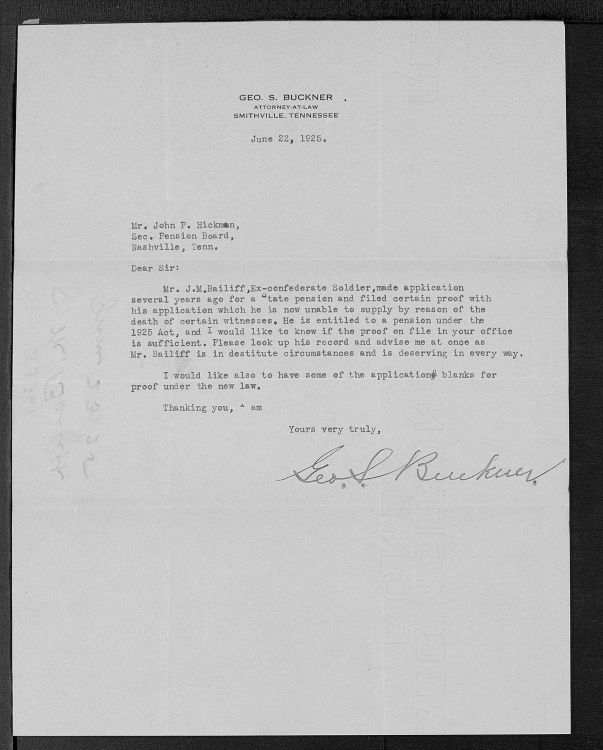 GEO. S. BUCKNER
ATTORNEY-AT-LAW
SMITHVILLE, TENNESSEE
June 22, 1925.
Mr. John P. Hickman,
Sec. Pension Board,
Nashville, Tenn.
Dear Sir:
Mr. J.M.Bailiff,Ex-confederate Soldier,made application
several years ago for a State pension and filed certain proof with
his application which he is now unable to supply by reason of the
death of certain witnesses. He is entitled to a pension under the
1925 Act, and I would like to know if the proof on file in your office
is sufficient. Please look up his record and advise me at once as
Mr. Bailiff is in destitute circumstances and is deserving in every way.
I would like also to have some of the application# blanks for
proof under the new law.
Thanking you, I am
Yours very truly,
Geo. S. Buckner.